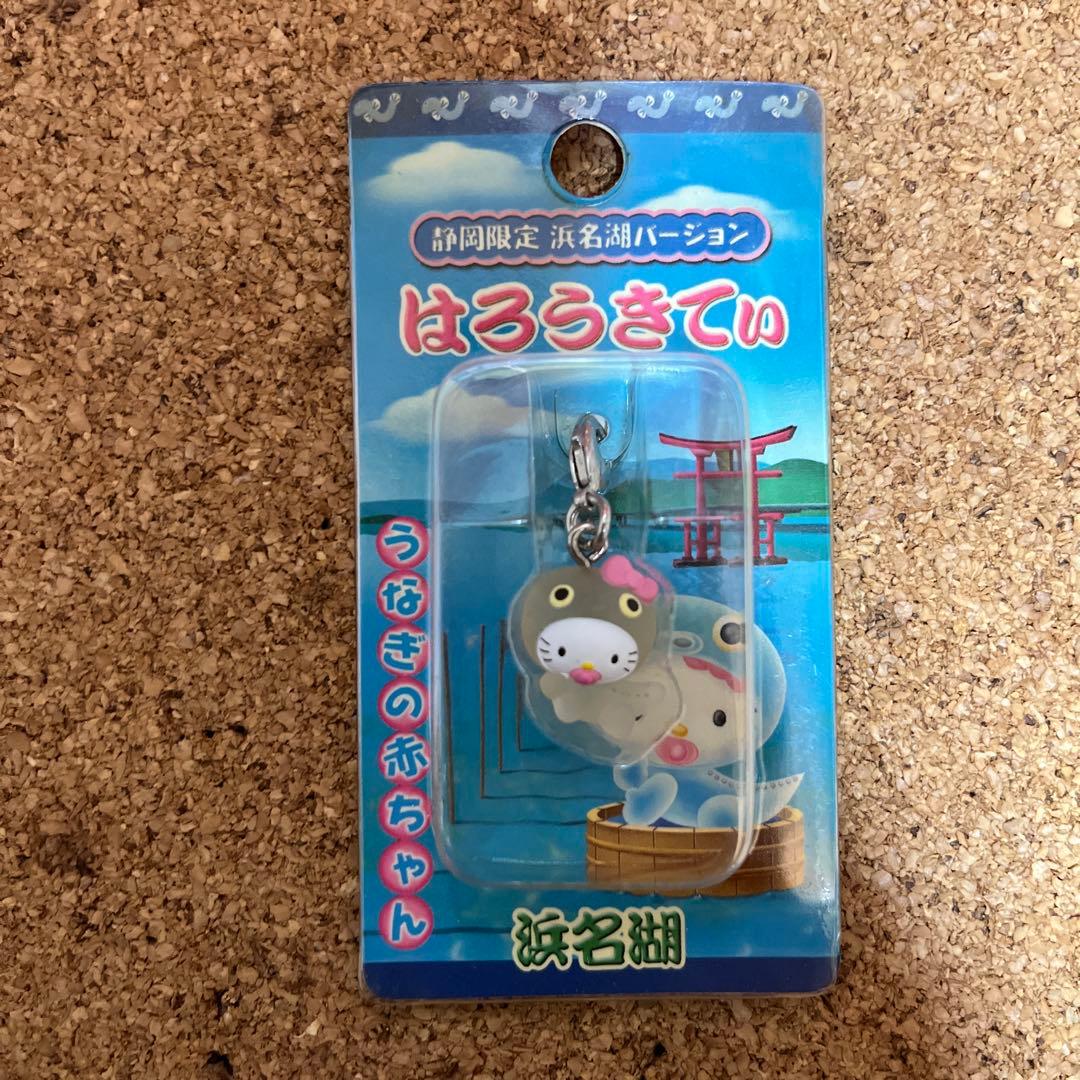 静岡限定 浜名湖バージョン
はろうきてぃ
うなぎの赤ちゃん
浜名湖